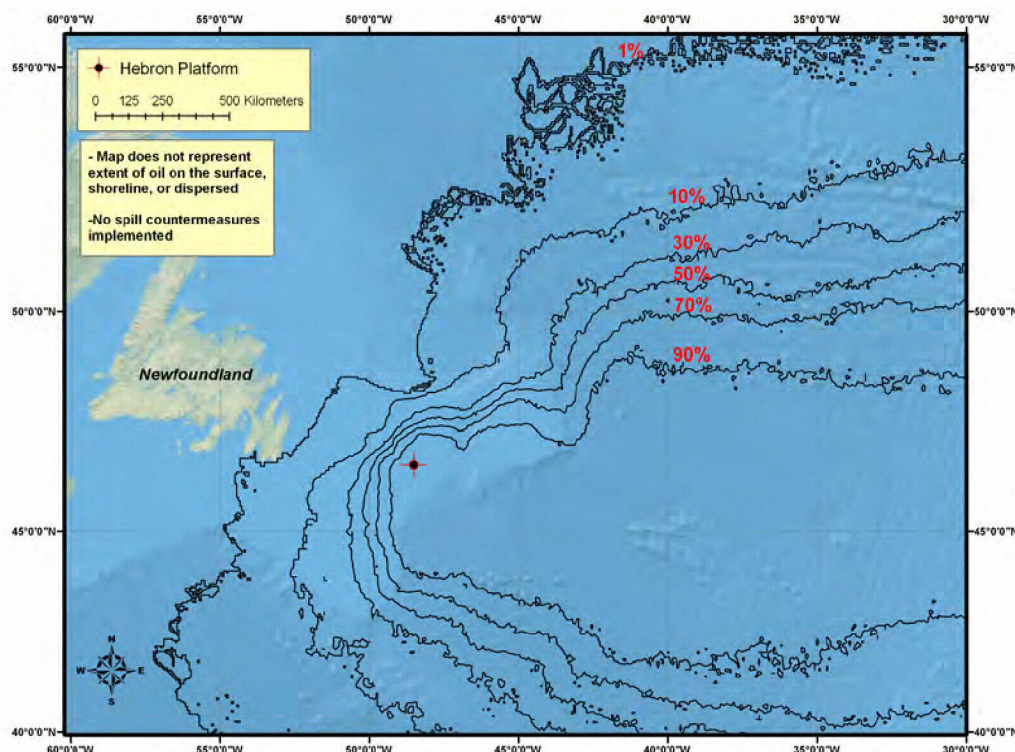 60°0'0"W 55°0'0"W 50°0'0"W 45°0'0"W 40°0'0"W 35°0'0"W 30°0'0"W
Hebron Platform
0 125 250 500 Kilometers
- Map does not represent
extent of oil on the surface,
shoreline, or dispersed
-No spill countermeasures
implemented
1%
55°0'0"N 55°0'0"N
10%
30%
50%
50°0'0"N 50°0'0"N
70%
90%
Newfoundland
45°0'0"N 45°0'0"N
N
W E
S
40°0'0"N 40°0'0"N
60°0'0"W 55°0'0"W 50°0'0"W 45°0'0"W 40°0'0"W 35°0'0"W 30°0'0"W